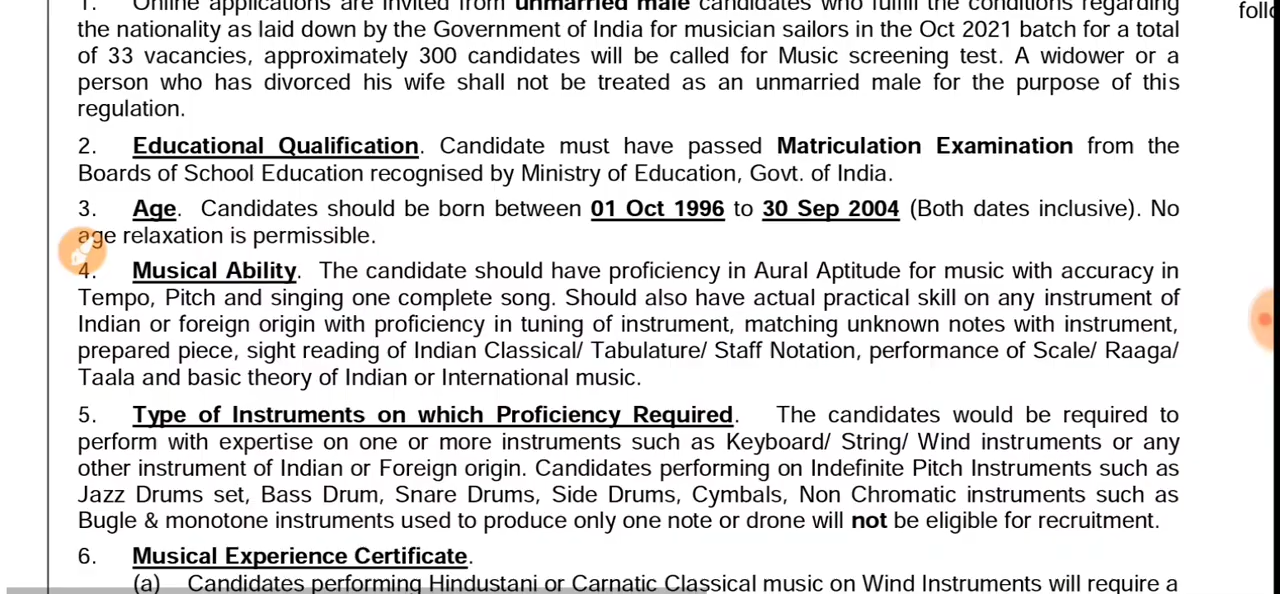 1. Online applications are invited from unmarried male candidates who fulfill the conditions regarding
follo
the nationality as laid down by the Government of India for musician sailors in the Oct 2021 batch for a total
of 33 vacancies, approximately 300 candidates will be called for Music screening test. A widower or a
person who has divorced his wife shall not be treated as an unmarried male for the purpose of this
regulation.
2. Educational Qualification. Candidate must have passed Matriculation Examination from the
Boards of School Education recognised by Ministry of Education, Govt. of India.
3. Age. Candidates should be born between 01 Oct 1996 to 30 Sep 2004 (Both dates inclusive). No
age relaxation is permissible.
4. Musical Ability. The candidate should have proficiency in Aural Aptitude for music with accuracy in
Tempo, Pitch and singing one complete song. Should also have actual practical skill on any instrument of
Indian or foreign origin with proficiency in tuning of instrument, matching unknown notes with instrument,
prepared piece, sight reading of Indian Classical/ Tabulature/ Staff Notation, performance of Scale/ Raaga/
Taala and basic theory of Indian or International music.
5. Type of Instruments on which Proficiency Required. The candidates would be required to
perform with expertise on one or more instruments such as Keyboard/ String/ Wind instruments or any
other instrument of Indian or Foreign origin. Candidates performing on Indefinite Pitch Instruments such as
Jazz Drums set, Bass Drum, Snare Drums, Side Drums, Cymbals, Non Chromatic instruments such as
Bugle & monotone instruments used to produce only one note or drone will not be eligible for recruitment.
6. Musical Experience Certificate.
(a) Candidates performing Hindustani or Carnatic Classical music on Wind Instruments will require a